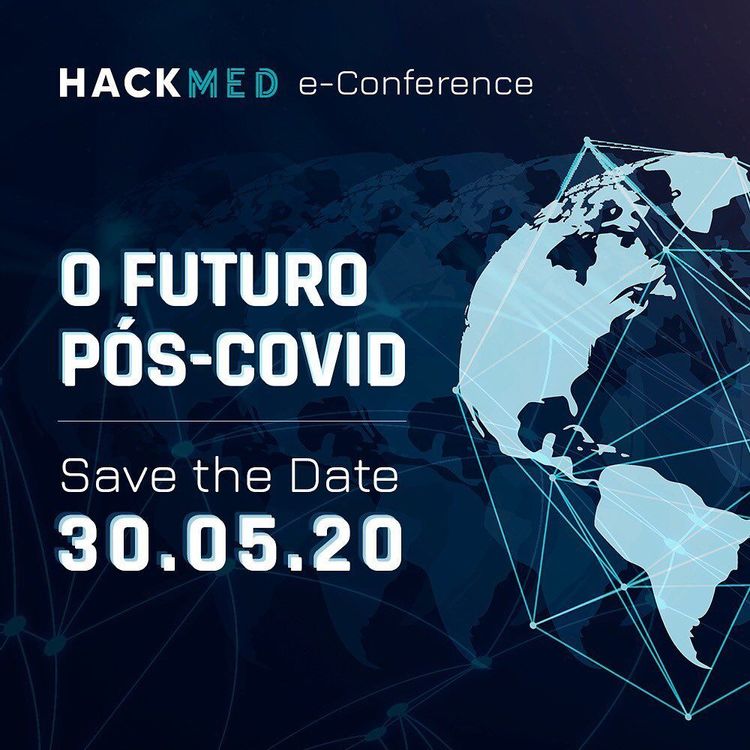 HACKMED e-Conference
O FUTURO
PÓS-COVID
Save the Date
30.05.20